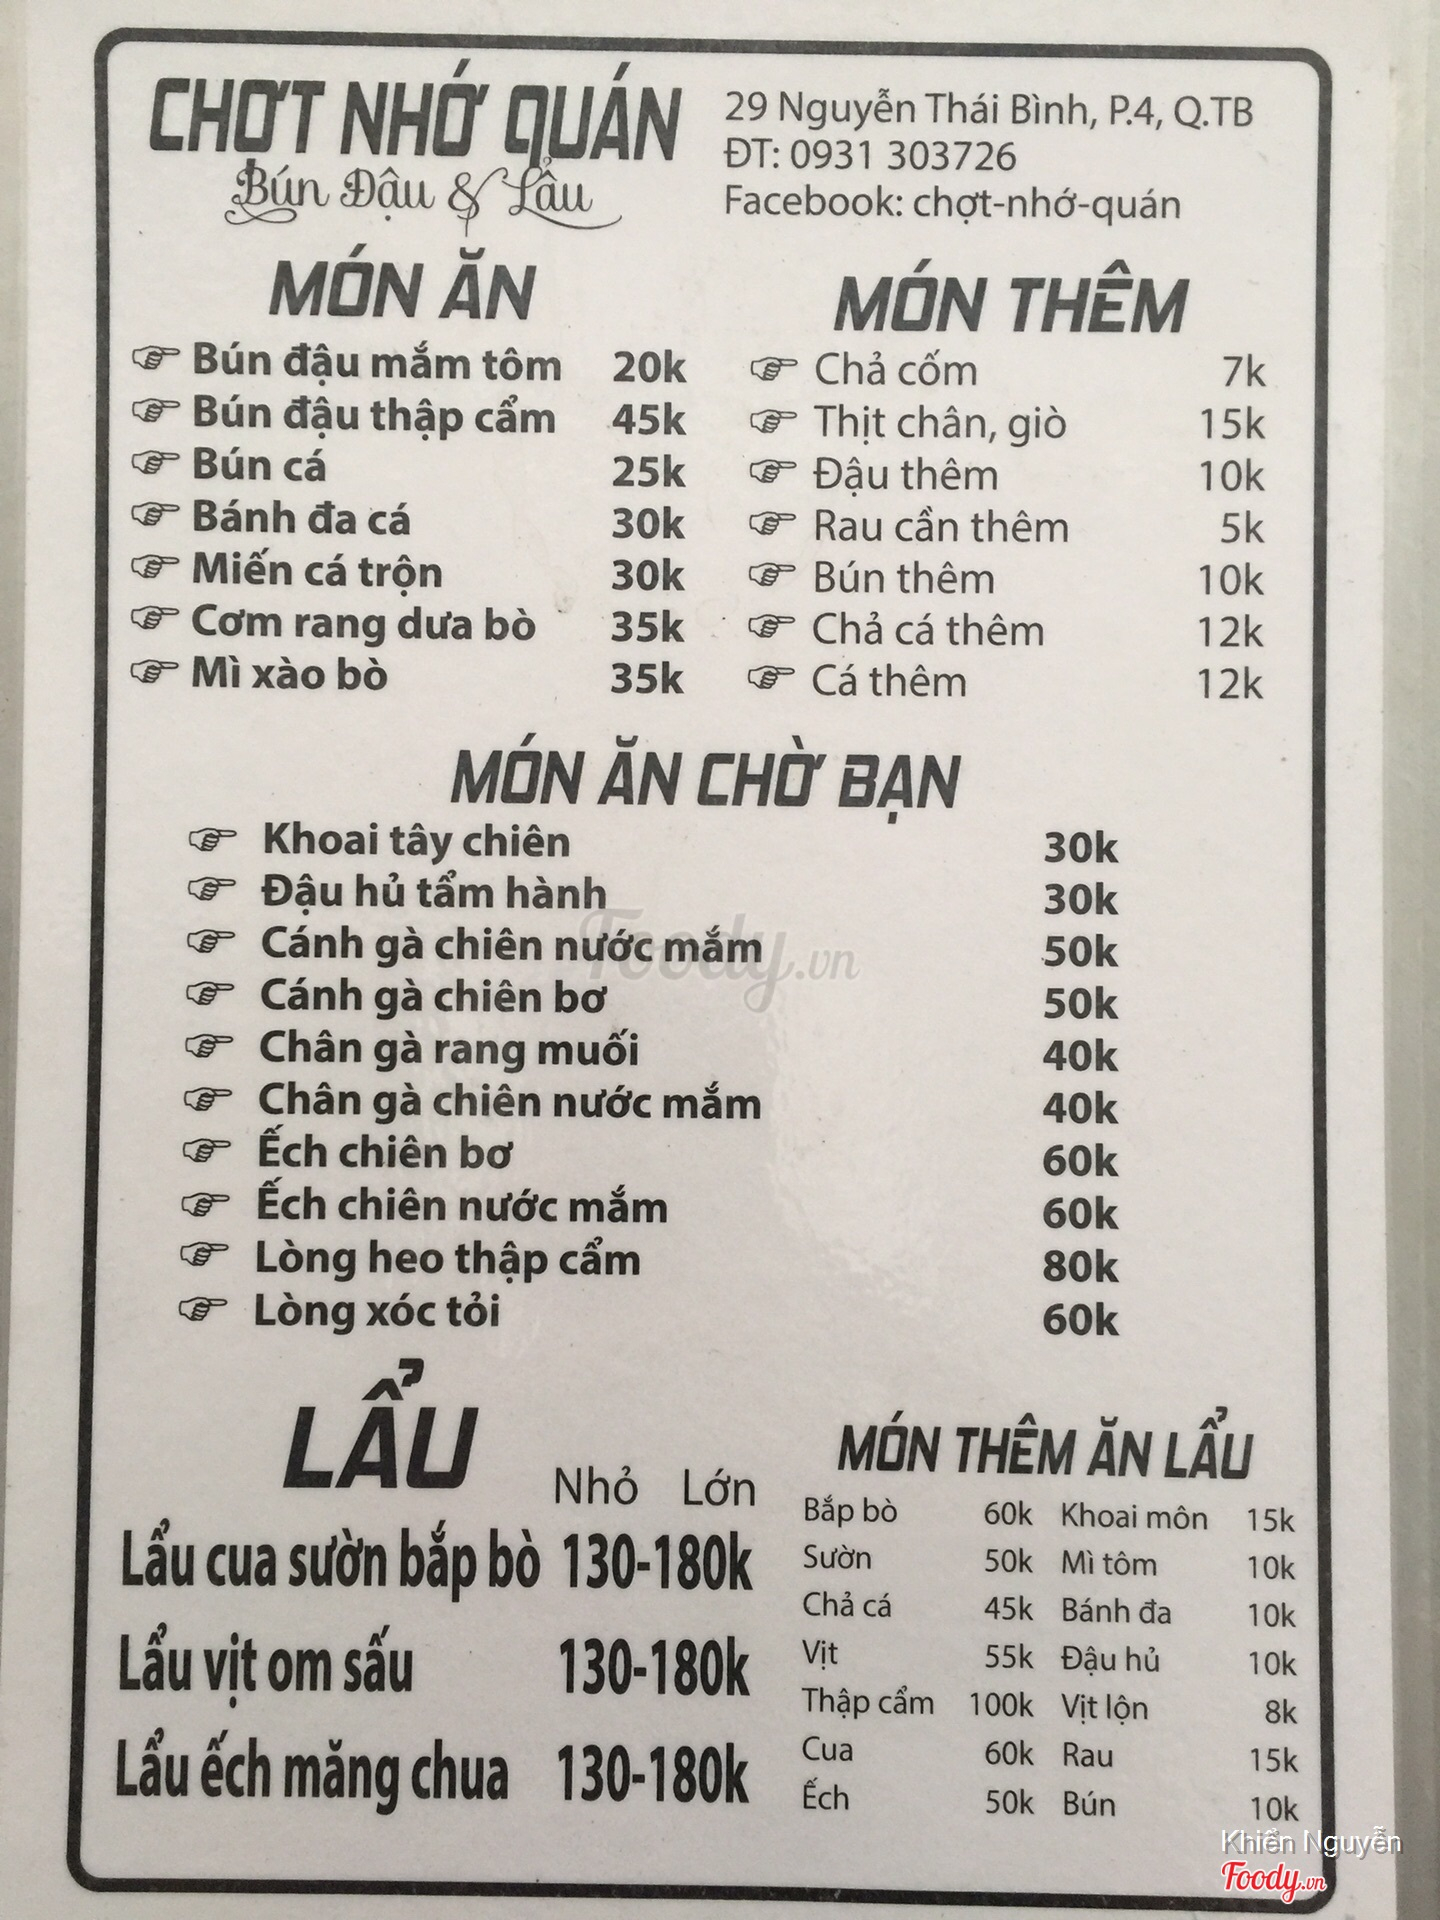 CHỢT NHỚ QUÁN
Bún Đậu & Lẩu
29 Nguyễn Thái Bình, P.4, Q.TB
ĐT: 0931 303726
Facebook: chợt-nhớ-quán
MÓN ĂN
Bún đậu mắm tôm 20k
Bún đậu thập cẩm 45k
Bún cá 25k
Bánh đa cá 30k
Miến cá trộn 30k
Cơm rang dưa bò 35k
Mì xào bò 35k
MÓN THÊM
Chả cốm 7k
Thịt chân, giò 15k
Đậu thêm 10k
Rau cần thêm 5k
Bún thêm 10k
Chả cá thêm 12k
Cá thêm 12k
MÓN ĂN CHỜ BẠN
Khoai tây chiên 30k
Đậu hủ tẩm hành 30k
Cánh gà chiên nước mắm 50k
Cánh gà chiên bơ 50k
Chân gà rang muối 40k
Chân gà chiên nước mắm 40k
Ếch chiên bơ 60k
Ếch chiên nước mắm 60k
Lòng heo thập cẩm 80k
Lòng xóc tỏi 60k
Foody.vn
LẨU
Nhỏ Lớn
Lẩu cua sườn bắp bò 130-180k
Lẩu vịt om sấu 130-180k
Lẩu ếch măng chua 130-180k
MÓN THÊM ĂN LẨU
Bắp bò 60k Khoai môn 15k
Sườn 50k Mì tôm 10k
Chả cá 45k Bánh đa 10k
Vịt 55k Đậu hủ 10k
Thập cẩm 100k Vịt lộn 8k
Cua 60k Rau 15k
Ếch 50k Bún 10k
Khiển Nguyễn
Foody.vn